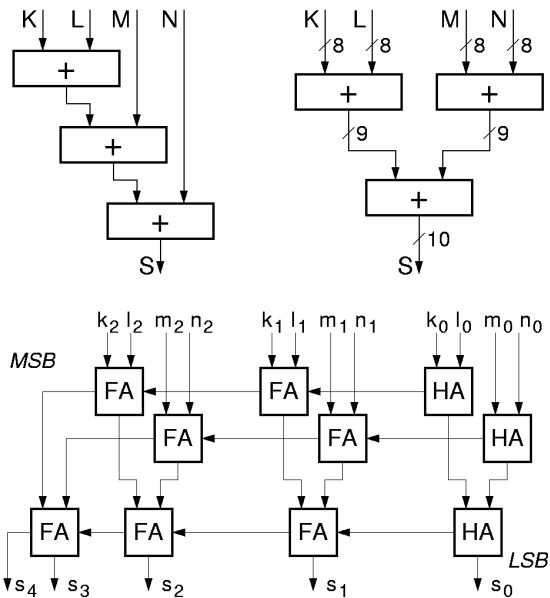 K L M N
+
+
+
S
K L M N
8 8 8 8
+ +
9 9
+
10
S
k2 l2 m2 n2 k1 l1 m1 n1 k0 l0 m0 n0
MSB
FA FA HA
FA FA HA
FA FA FA HA
LSB
s4 s3 s2 s1 s0